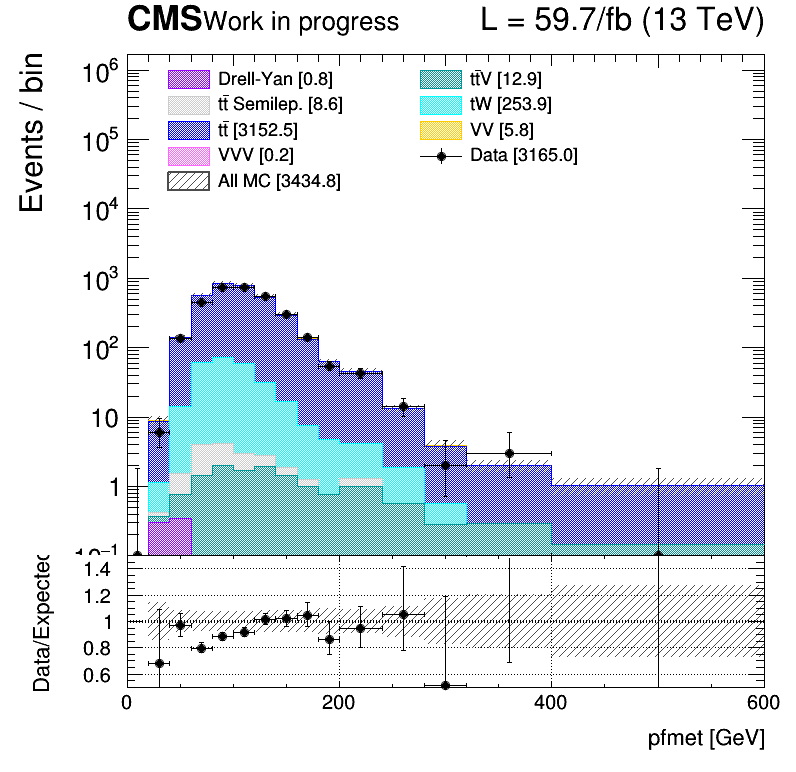 CMS Work in progress L = 59.7/fb (13 TeV)
Events / bin
10⁶
10⁵
10⁴
10³
10²
10
1
10⁻¹
Drell-Yan [0.8]
tt̄ Semilep. [8.6]
tt̄ [3152.5]
VVV [0.2]
All MC [3434.8]
tt̄V [12.9]
tW [253.9]
VV [5.8]
Data [3165.0]
Data/Expected
1.4
1.2
1
0.8
0.6
0 200 400 600
pfmet [GeV]